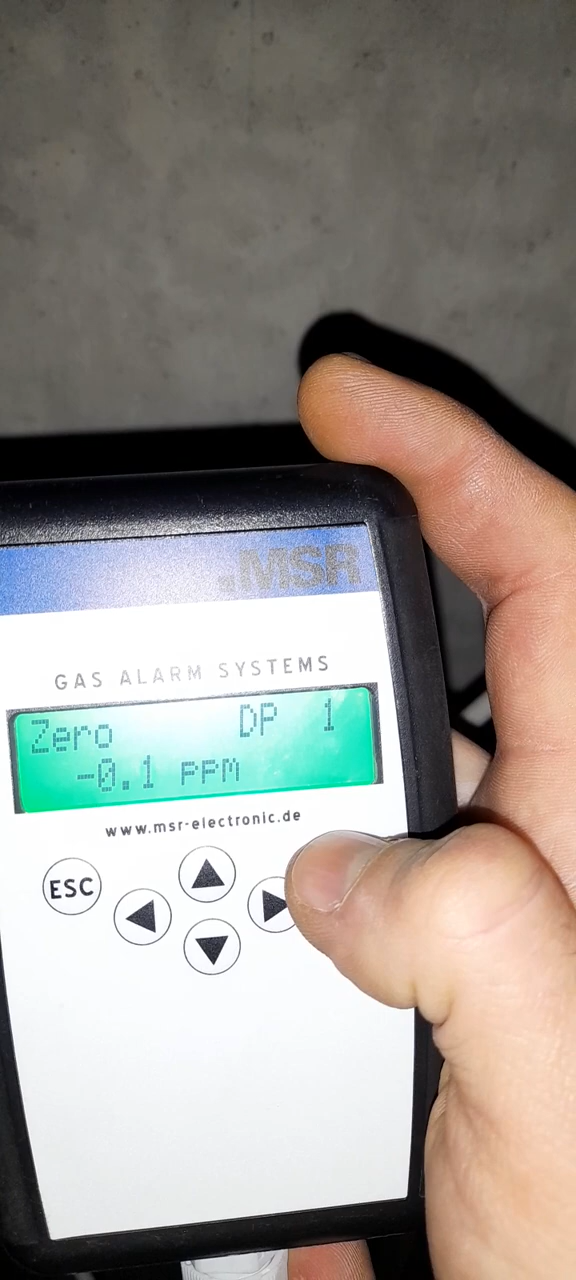 .MSR
GAS ALARM SYSTEMS
Zero DP 1
-0.1 ppm
www.msr-electronic.de
ESC